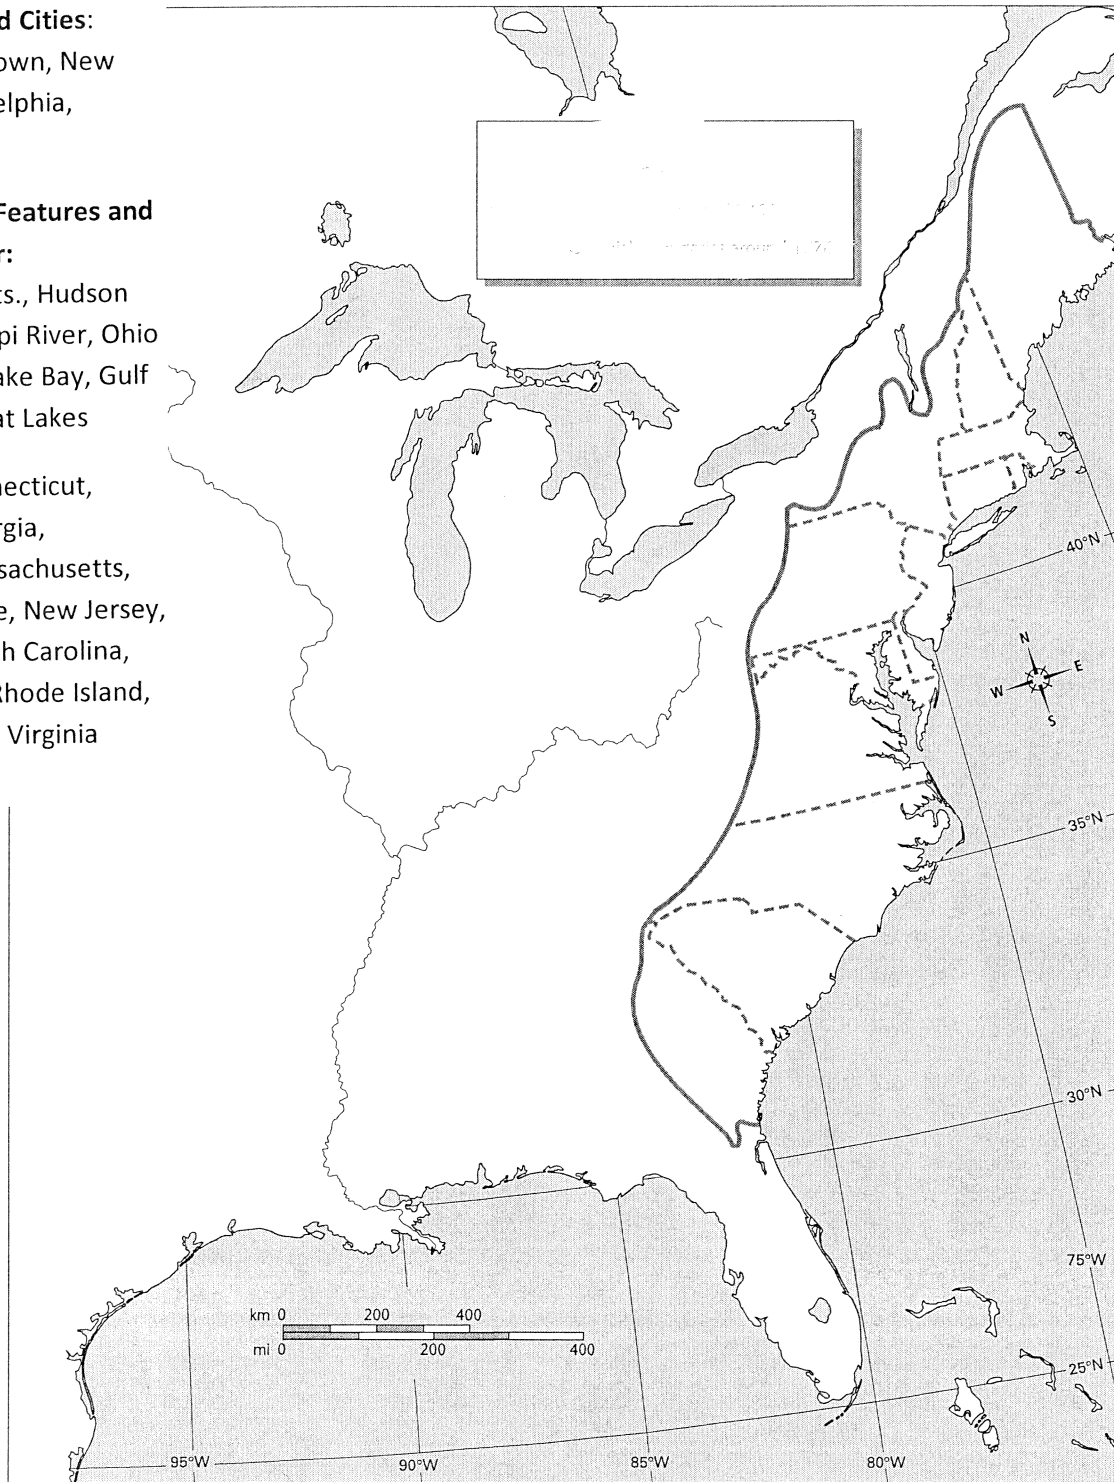 d Cities:
own, New
elphia,
Features and
r:
ts., Hudson
pi River, Ohio
ake Bay, Gulf
at Lakes
necticut,
rgia,
sachusetts,
e, New Jersey,
h Carolina,
Rhode Island,
Virginia
40°N
N
E
W
S
35°N
30°N
75°W
km 0 200 400
mi 0 200 400
25°N
95°W
90°W
85°W
80°W